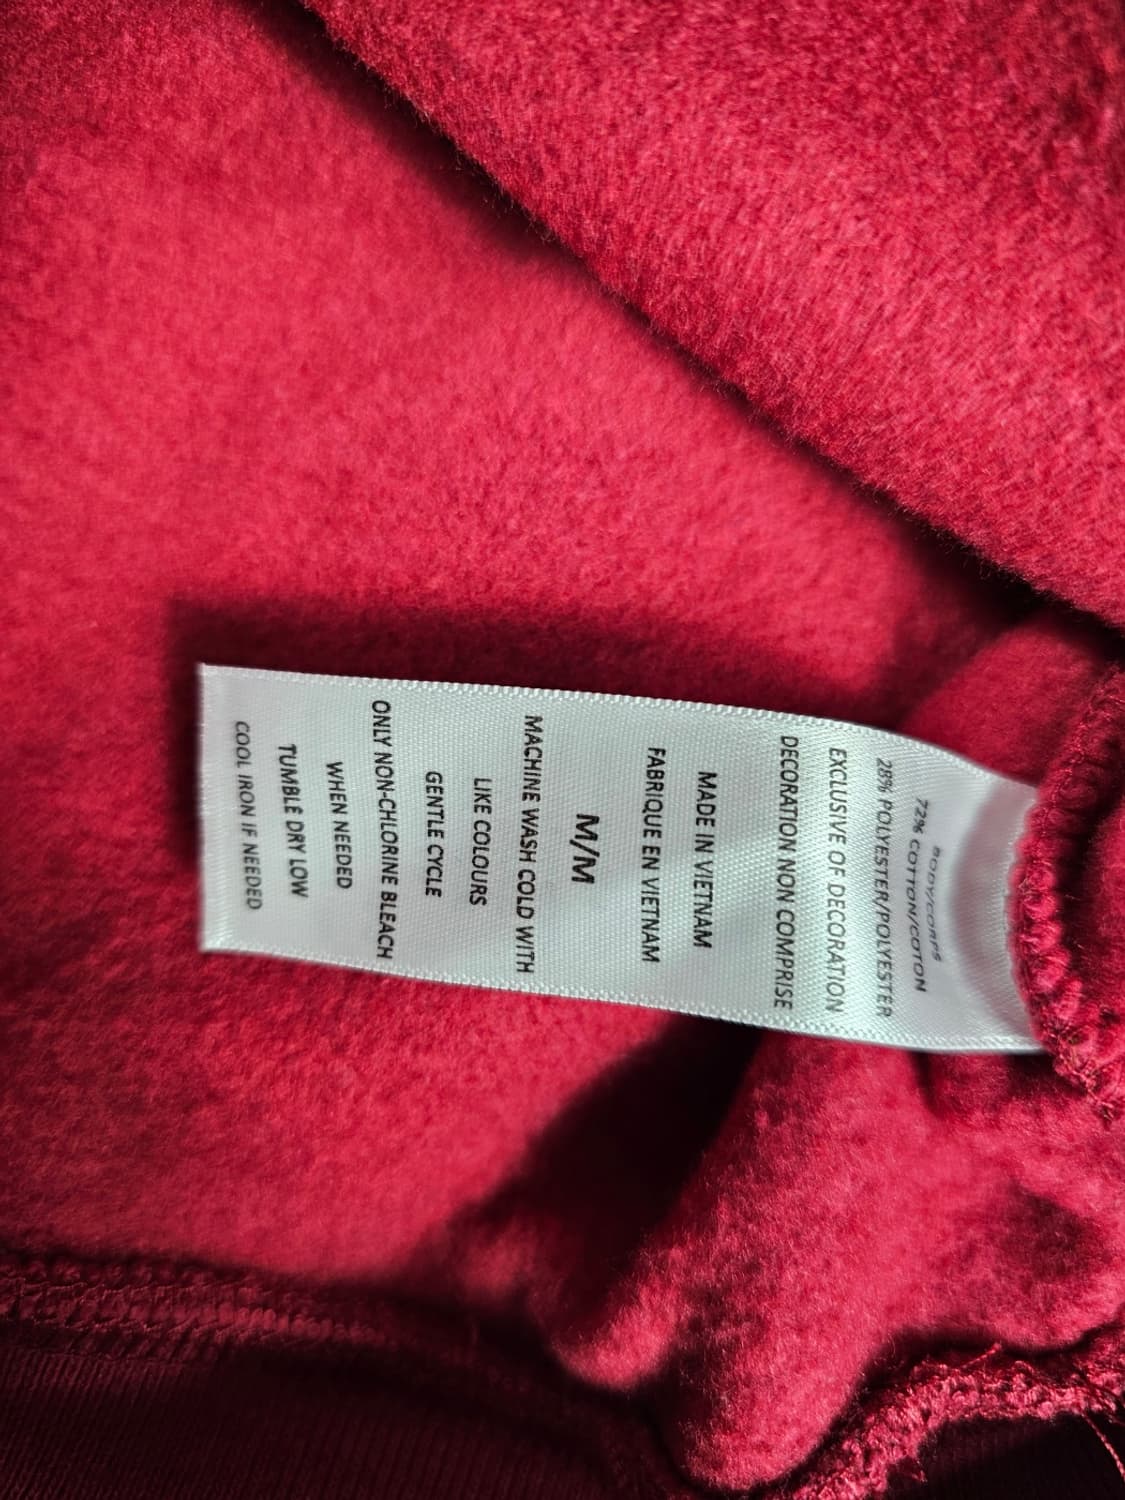 BODY/CORPS
72% COTTON/COTON
28% POLYESTER/POLYESTER
EXCLUSIVE OF DECORATION
DECORATION NON COMPRISE
MADE IN VIETNAM
FABRIQUE EN VIETNAM
M/M
MACHINE WASH COLD WITH
LIKE COLOURS
GENTLE CYCLE
ONLY NON-CHLORINE BLEACH
WHEN NEEDED
TUMBLE DRY LOW
COOL IRON IF NEEDED